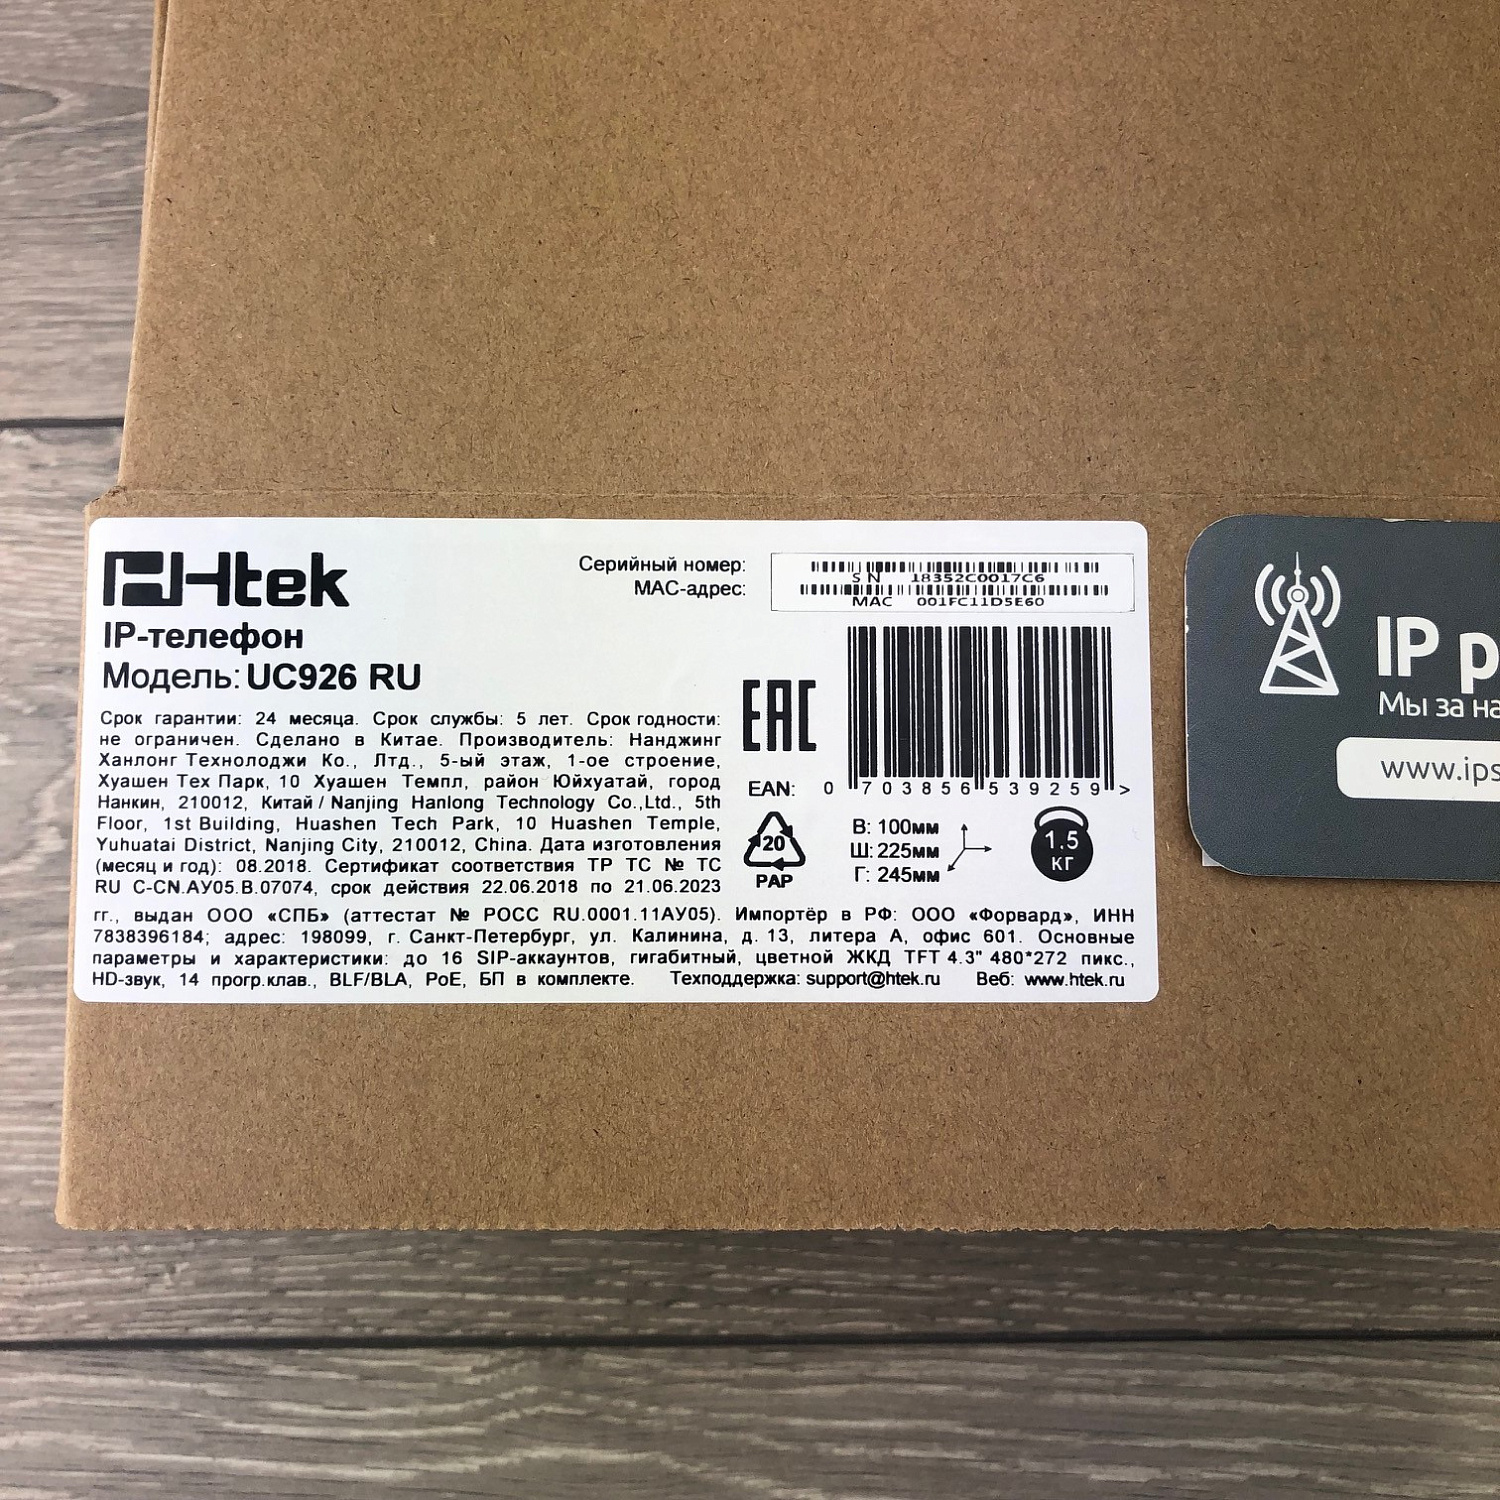 Htek
IP-телефон
Модель: UC926 RU
Серийный номер:
MAC-адрес:
SN 18352C0017C6
MAC 001FC11D5E60
Срок гарантии: 24 месяца. Срок службы: 5 лет. Срок годности:
не ограничен. Сделано в Китае. Производитель: Нанджинг
Ханлонг Технолоджи Ко., Лтд., 5-ый этаж, 1-ое строение,
Хуашен Тех Парк, 10 Хуашен Темпл, район Юйхуатай, город
Нанкин, 210012, Китай / Nanjing Hanlong Technology Co.,Ltd., 5th
Floor, 1st Building, Huashen Tech Park, 10 Huashen Temple,
Yuhuatai District, Nanjing City, 210012, China. Дата изготовления
(месяц и год): 08.2018. Сертификат соответствия ТР ТС № ТС
RU C-CN.АУ05.В.07074, срок действия 22.06.2018 по 21.06.2023
гг., выдан ООО «СПБ» (аттестат № РОСС RU.0001.11АУ05). Импортёр в РФ: ООО «Форвард», ИНН
7838396184; адрес: 198099, г. Санкт-Петербург, ул. Калинина, д. 13, литера А, офис 601. Основные
параметры и характеристики: до 16 SIP-аккаунтов, гигабитный, цветной ЖКД TFT 4.3" 480*272 пикс.,
HD-звук, 14 прогр.клав., BLF/BLA, PoE, БП в комплекте. Техподдержка: support@htek.ru Веб: www.htek.ru
EAC
EAN: 0 703856 539259 >
20
PAP
В: 100мм
Ш: 225мм
Г: 245мм
1.5
кг
IP p
Мы за на
www.ips